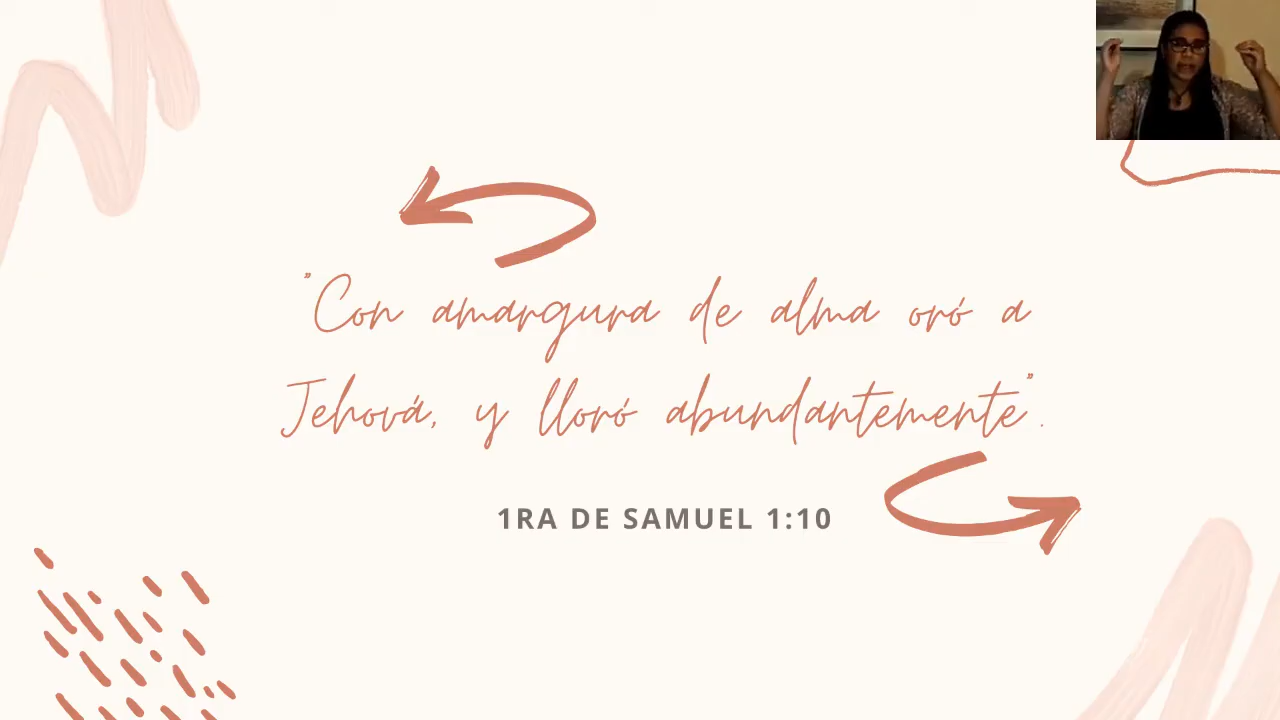 "Con amargura de alma oró a
Jehová, y lloró abundantemente".
1RA DE SAMUEL 1:10